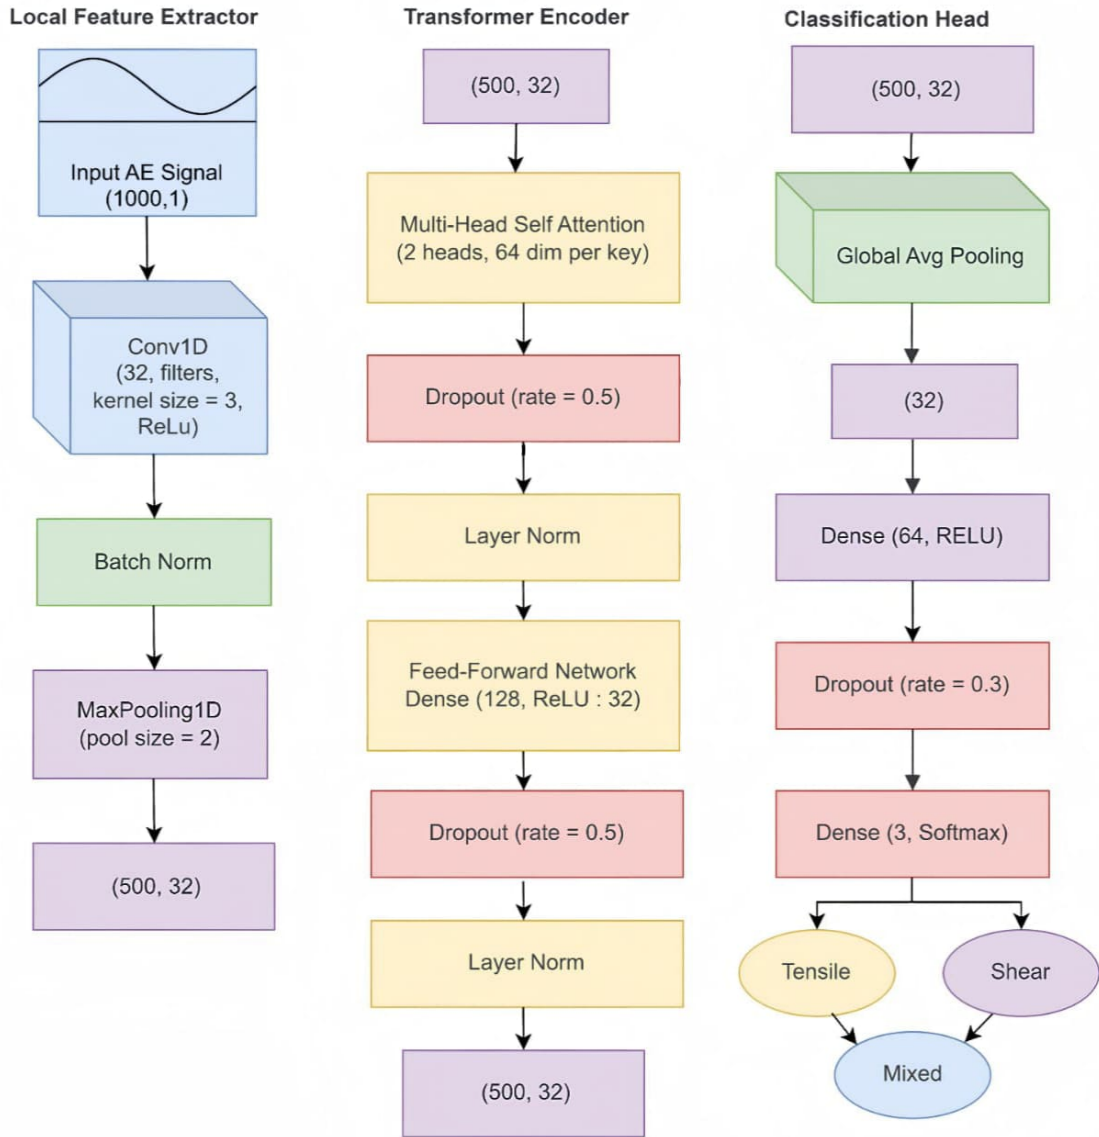 Local Feature Extractor
Input AE Signal
(1000,1)
Conv1D
(32, filters,
kernel size = 3,
ReLu)
Batch Norm
MaxPooling1D
(pool size = 2)
(500, 32)
Transformer Encoder
(500, 32)
Multi-Head Self Attention
(2 heads, 64 dim per key)
Dropout (rate = 0.5)
Layer Norm
Feed-Forward Network
Dense (128, ReLU : 32)
Dropout (rate = 0.5)
Layer Norm
(500, 32)
Classification Head
(500, 32)
Global Avg Pooling
(32)
Dense (64, RELU)
Dropout (rate = 0.3)
Dense (3, Softmax)
Tensile
Shear
Mixed